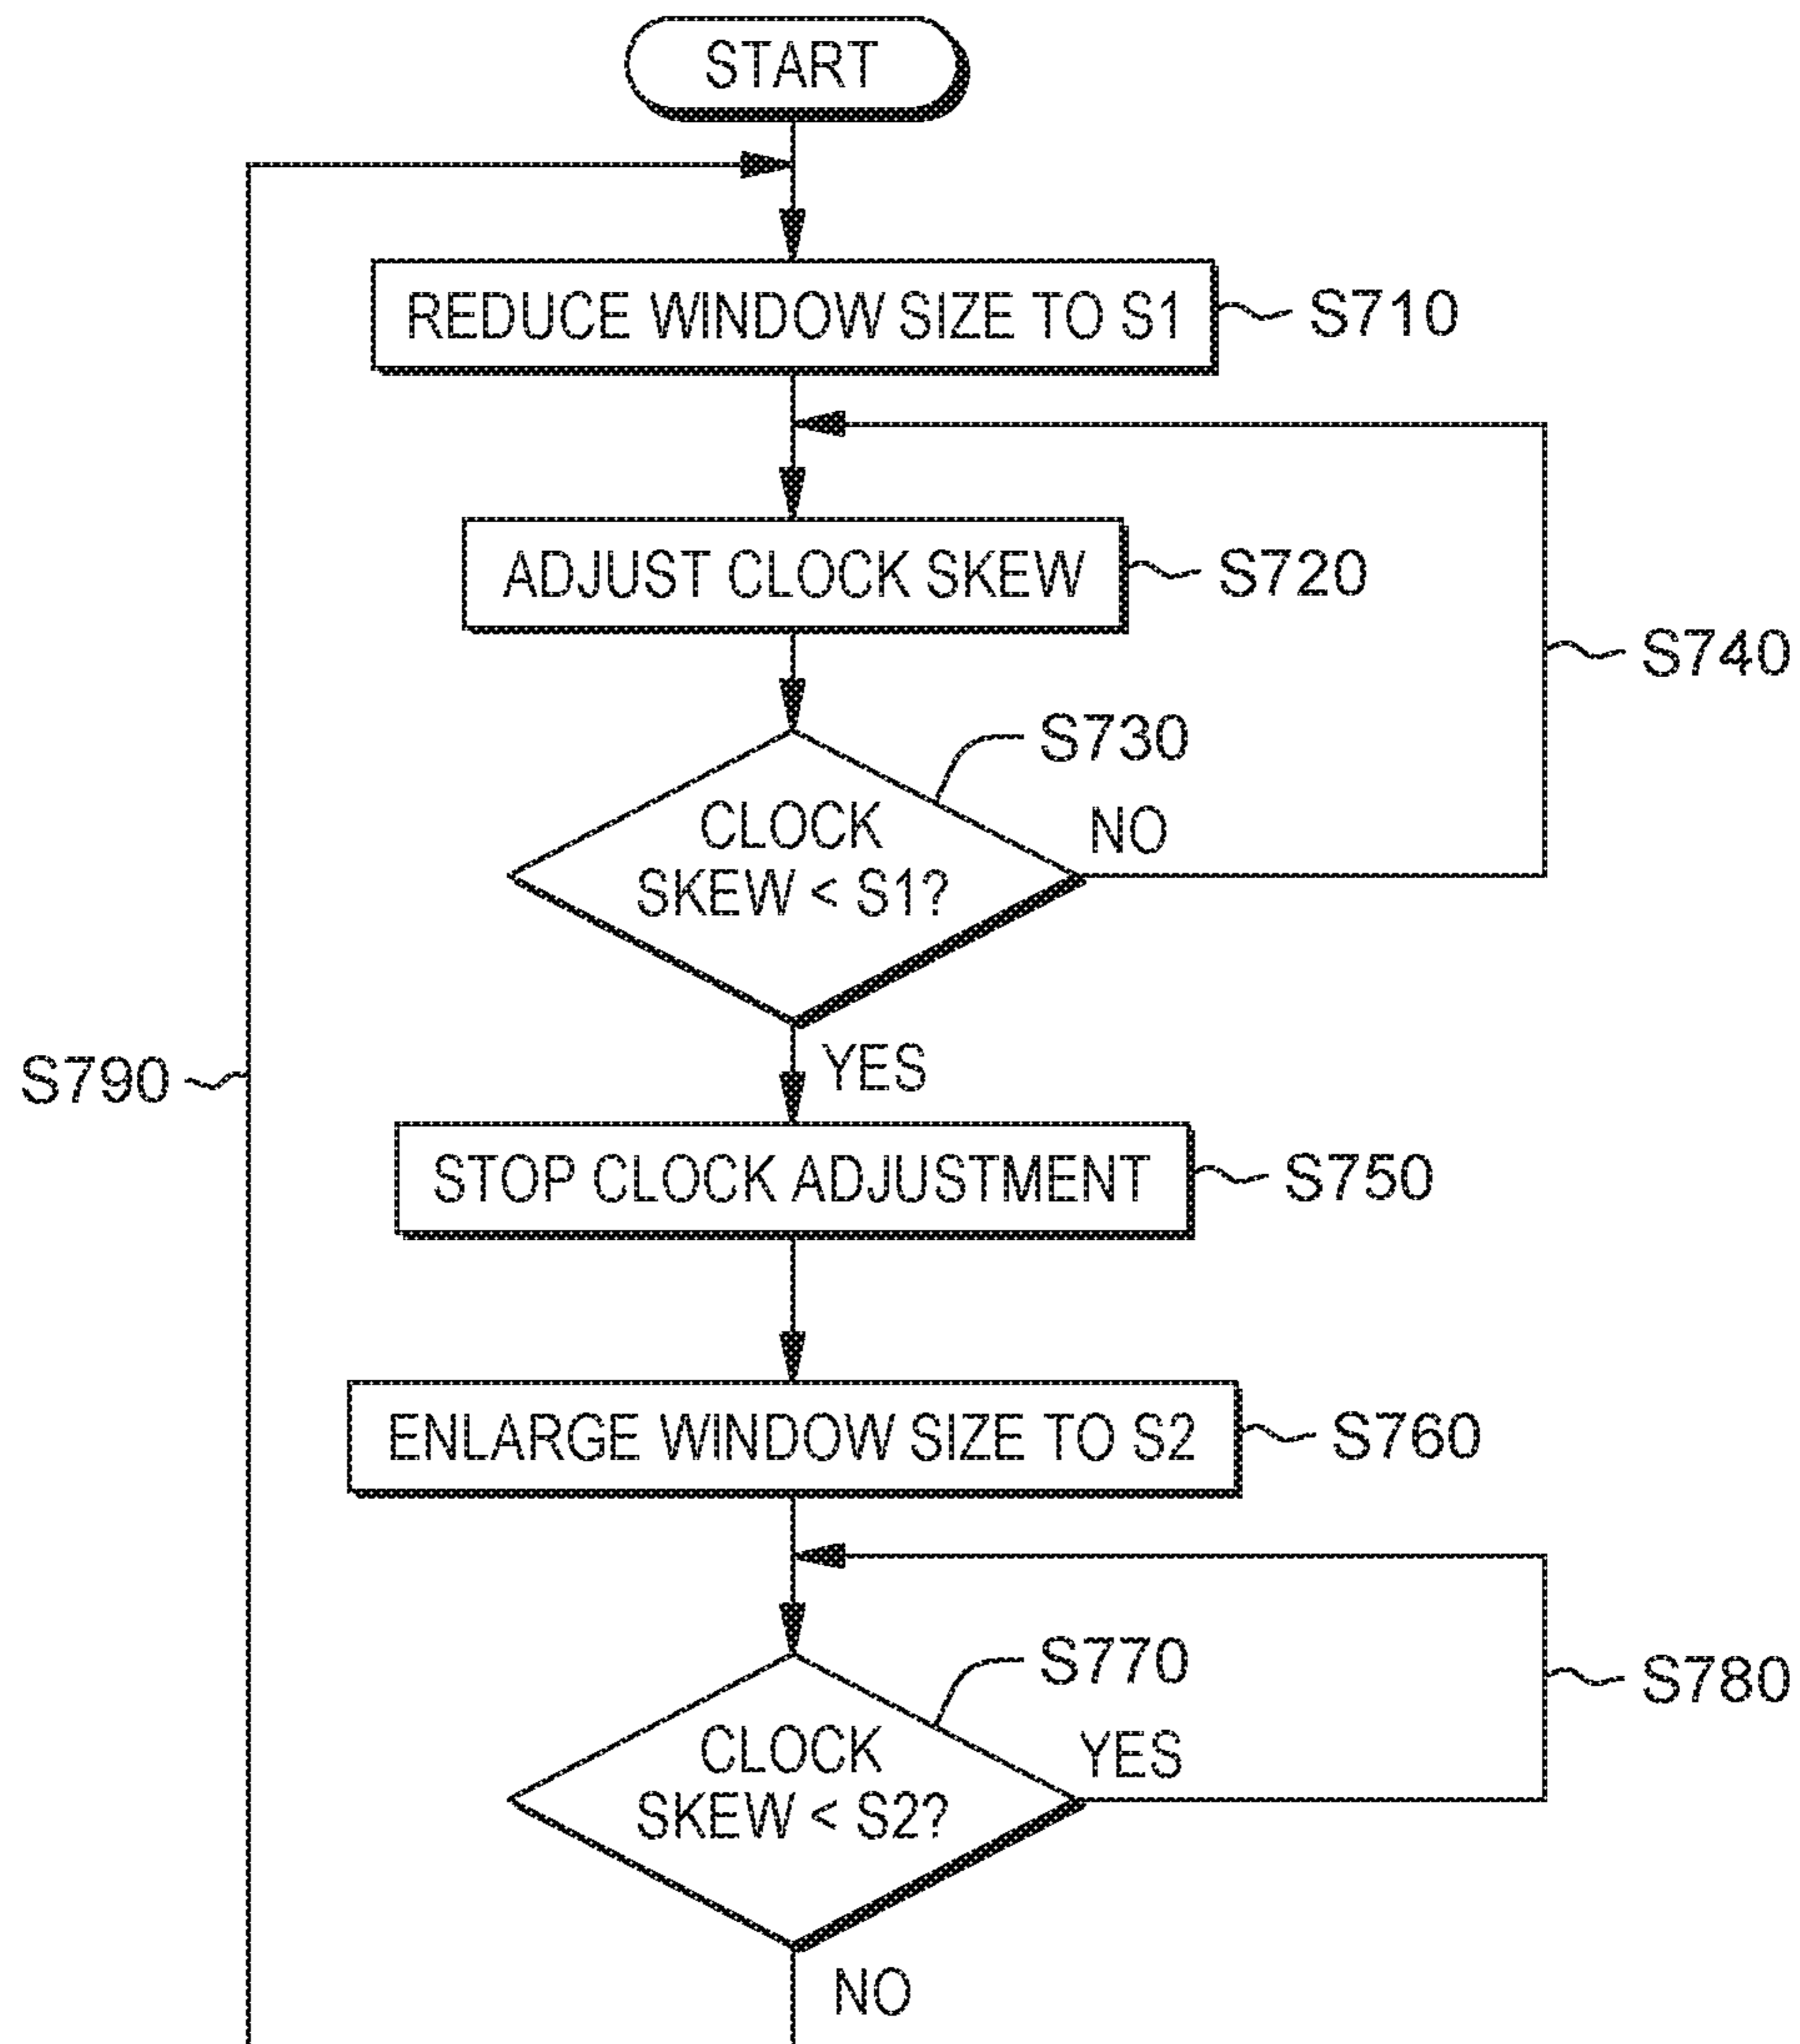 START
REDUCE WINDOW SIZE TO S1
S710
ADJUST CLOCK SKEW
S720
S740
S730
CLOCK
SKEW < S1?
NO
YES
S790
STOP CLOCK ADJUSTMENT
S750
ENLARGE WINDOW SIZE TO S2
S760
S770
S780
CLOCK
SKEW < S2?
YES
NO